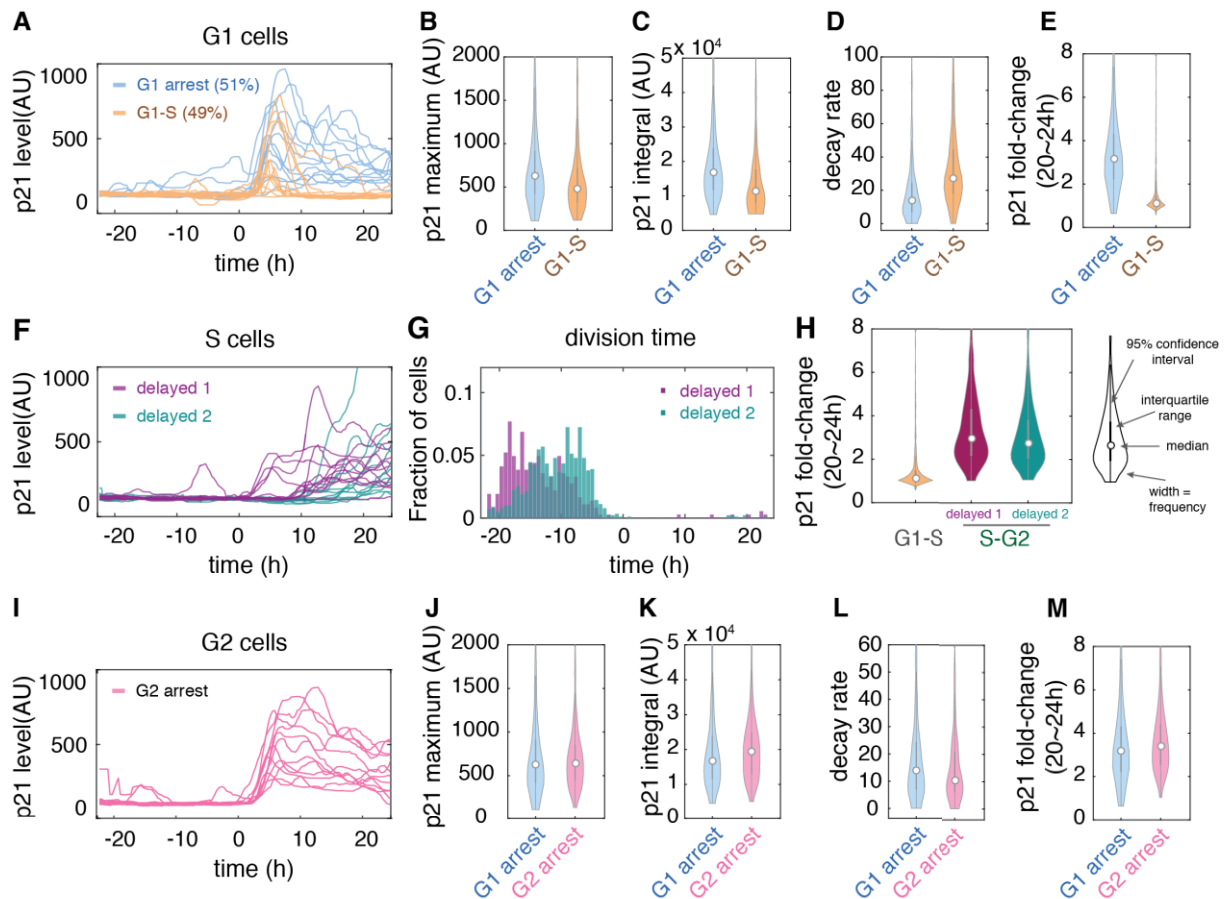 A
G1 cells
p21 level(AU)
1000
500
0
G1 arrest (51%)
G1-S (49%)
-20
-10
0
10
20
time (h)
B
p21 maximum (AU)
2000
1500
1000
500
0
G1 arrest
G1-S
C
p21 integral (AU)
5 x 10⁴
4
3
2
1
0
G1 arrest
G1-S
D
decay rate
100
80
60
40
20
0
G1 arrest
G1-S
E
p21 fold-change
(20~24h)
8
6
4
2
0
G1 arrest
G1-S
F
S cells
p21 level(AU)
1000
500
0
delayed 1
delayed 2
-20
-10
0
10
20
time (h)
G
division time
Fraction of cells
0.1
0.05
0
delayed 1
delayed 2
-20
-10
0
10
20
time (h)
H
p21 fold-change
(20~24h)
8
6
4
2
0
G1-S
delayed 1
delayed 2
S-G2
95% confidence
interval
interquartile
range
median
width =
frequency
I
G2 cells
p21 level(AU)
1000
500
0
G2 arrest
-20
-10
0
10
20
time (h)
J
p21 maximum (AU)
2000
1500
1000
500
0
G1 arrest
G2 arrest
K
p21 integral (AU)
5 x 10⁴
4
3
2
1
0
G1 arrest
G2 arrest
L
decay rate
60
50
40
30
20
10
0
G1 arrest
G2 arrest
M
p21 fold-change
(20~24h)
8
6
4
2
0
G1 arrest
G2 arrest